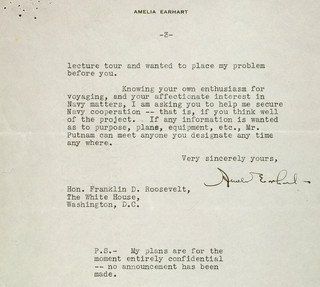 AMELIA EARHART
-3-
lecture tour and wanted to place my problem
before you.
Knowing your own enthusiasm for
voyaging, and your affectionate interest in
Navy matters, I am asking you to help me secure
Navy cooperation -- that is, if you think well
of the project. If any information is wanted
as to purpose, plans, equipment, etc., Mr.
Putnam can meet anyone you designate any time
any where.
Very sincerely yours,
Amelia Earhart
Hon. Franklin D. Roosevelt,
The White House,
Washington, D.C.
P.S.- My plans are for the
moment entirely confidential
-- no announcement has been
made.